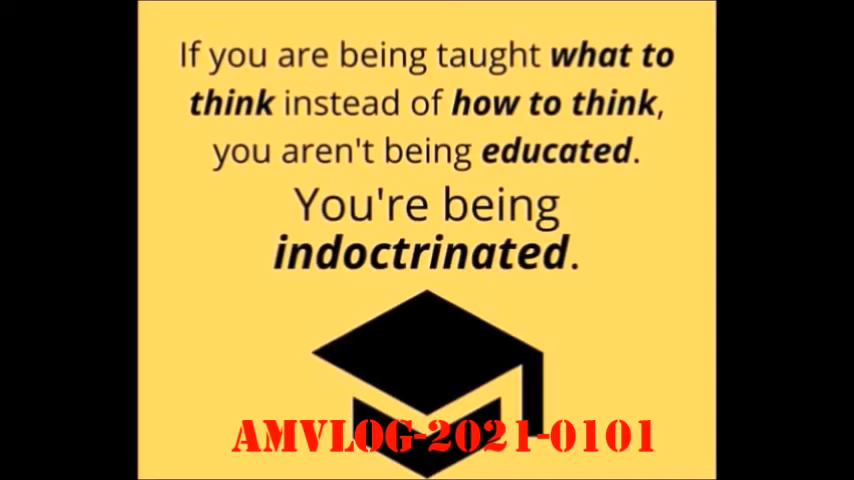 If you are being taught what to
think instead of how to think,
you aren't being educated.
You're being
indoctrinated.
AMVLOG-2021-0101